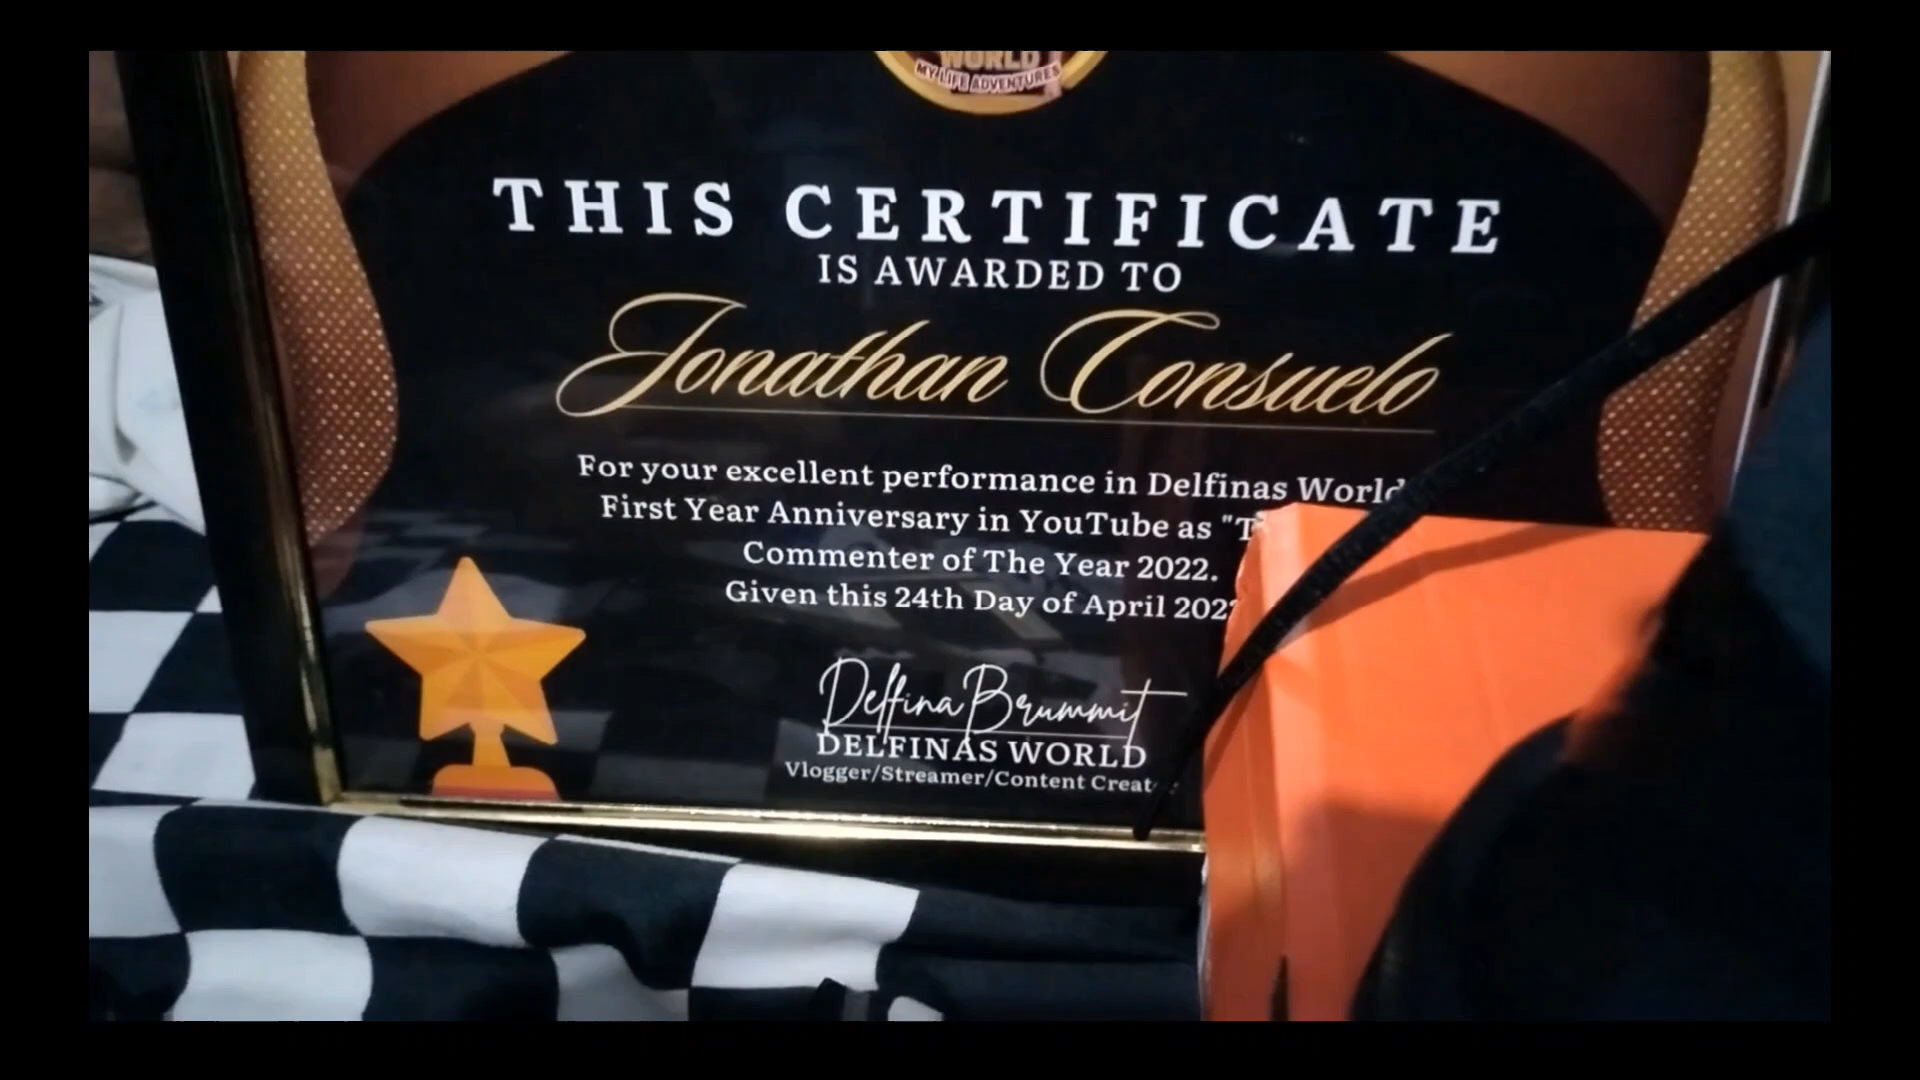 WORLD
MY LIFE ADVENTURES
THIS CERTIFICATE
IS AWARDED TO
Jonathan Consuelo
For your excellent performance in Delfinas World
First Year Anniversary in YouTube as
Commenter of The Year 2022.
Given this 24th Day of April
Delfina Brummit
DELFINAS WORLD
Vlogger/Streamer/Content